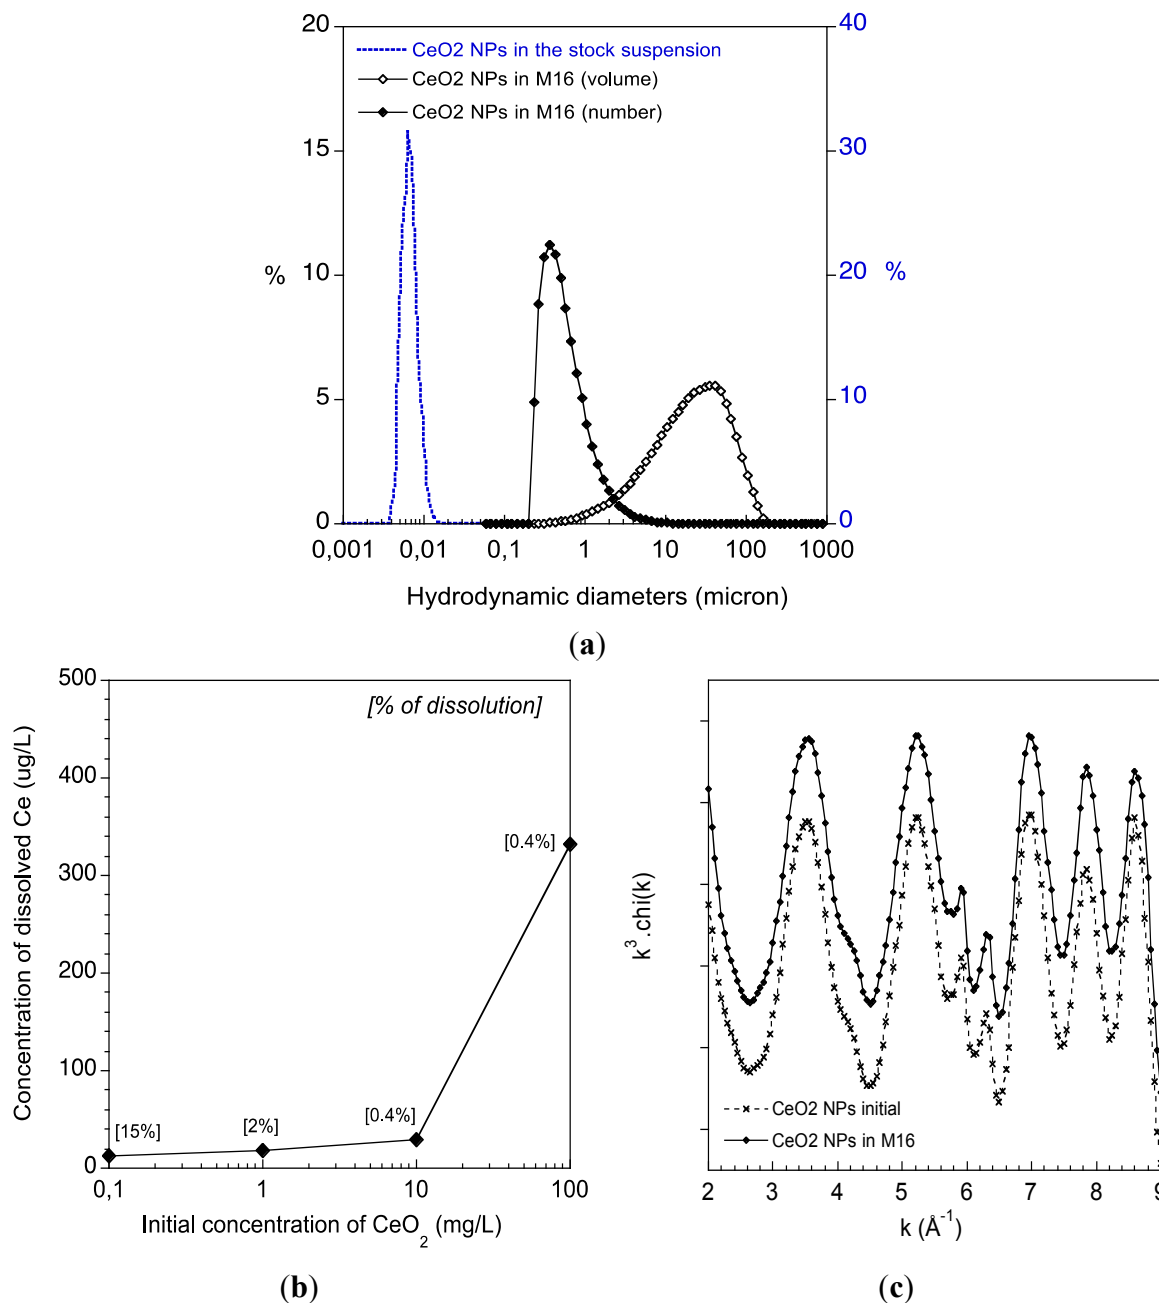 20
40
CeO2 NPs in the stock suspension
CeO2 NPs in M16 (volume)
CeO2 NPs in M16 (number)
15
30
% 10
20 %
5
10
0
0
0,001 0,01 0,1 1 10 100 1000
Hydrodynamic diameters (micron)
(a)
Concentration of dissolved Ce (ug/L)
500
400
300
200
100
0
[% of dissolution]
[15%]
[2%]
[0.4%]
[0.4%]
0,1 1 10 100
Initial concentration of CeO2 (mg/L)
(b)
k3.chi(k)
CeO2 NPs initial
CeO2 NPs in M16
2 3 4 5 6 7 8 9
k (Å-1)
(c)